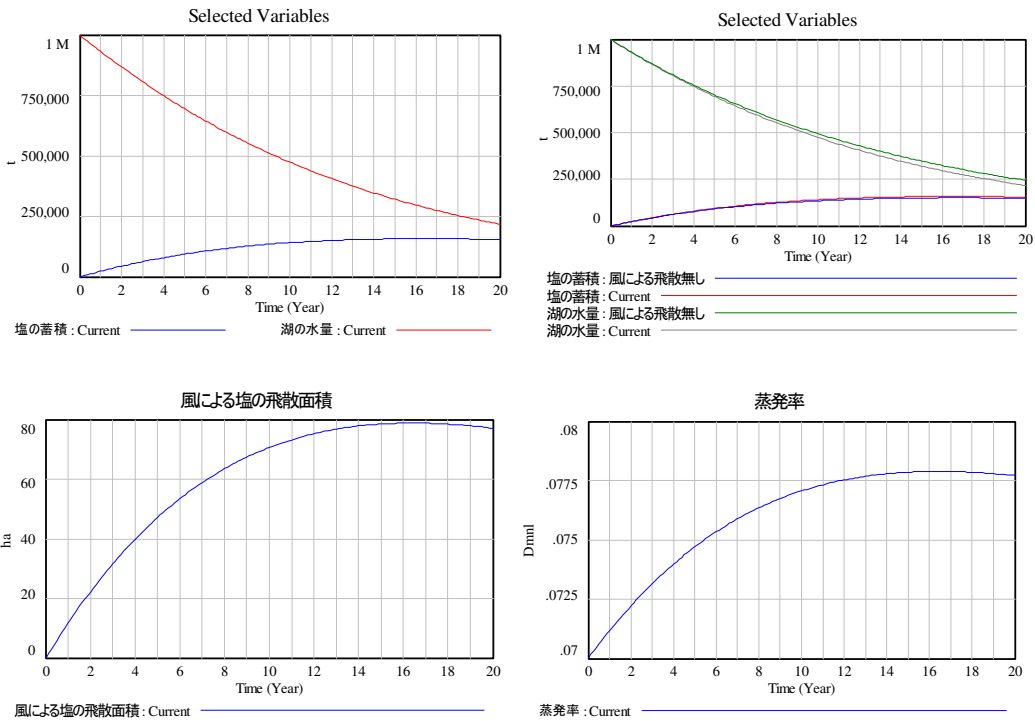 Selected Variables
1 M
750,000
500,000
250,000
0
t
0 2 4 6 8 10 12 14 16 18 20
Time (Year)
塩の蓄積 : Current
湖の水量 : Current
Selected Variables
1 M
750,000
500,000
250,000
0
t
0 2 4 6 8 10 12 14 16 18 20
Time (Year)
塩の蓄積 : 風による飛散無し
塩の蓄積 : Current
湖の水量 : 風による飛散無し
湖の水量 : Current
風による塩の飛散面積
80
60
40
20
0
ha
0 2 4 6 8 10 12 14 16 18 20
Time (Year)
風による塩の飛散面積 : Current
蒸発率
.08
.0775
.075
.0725
.07
Dmnl
0 2 4 6 8 10 12 14 16 18 20
Time (Year)
蒸発率 : Current